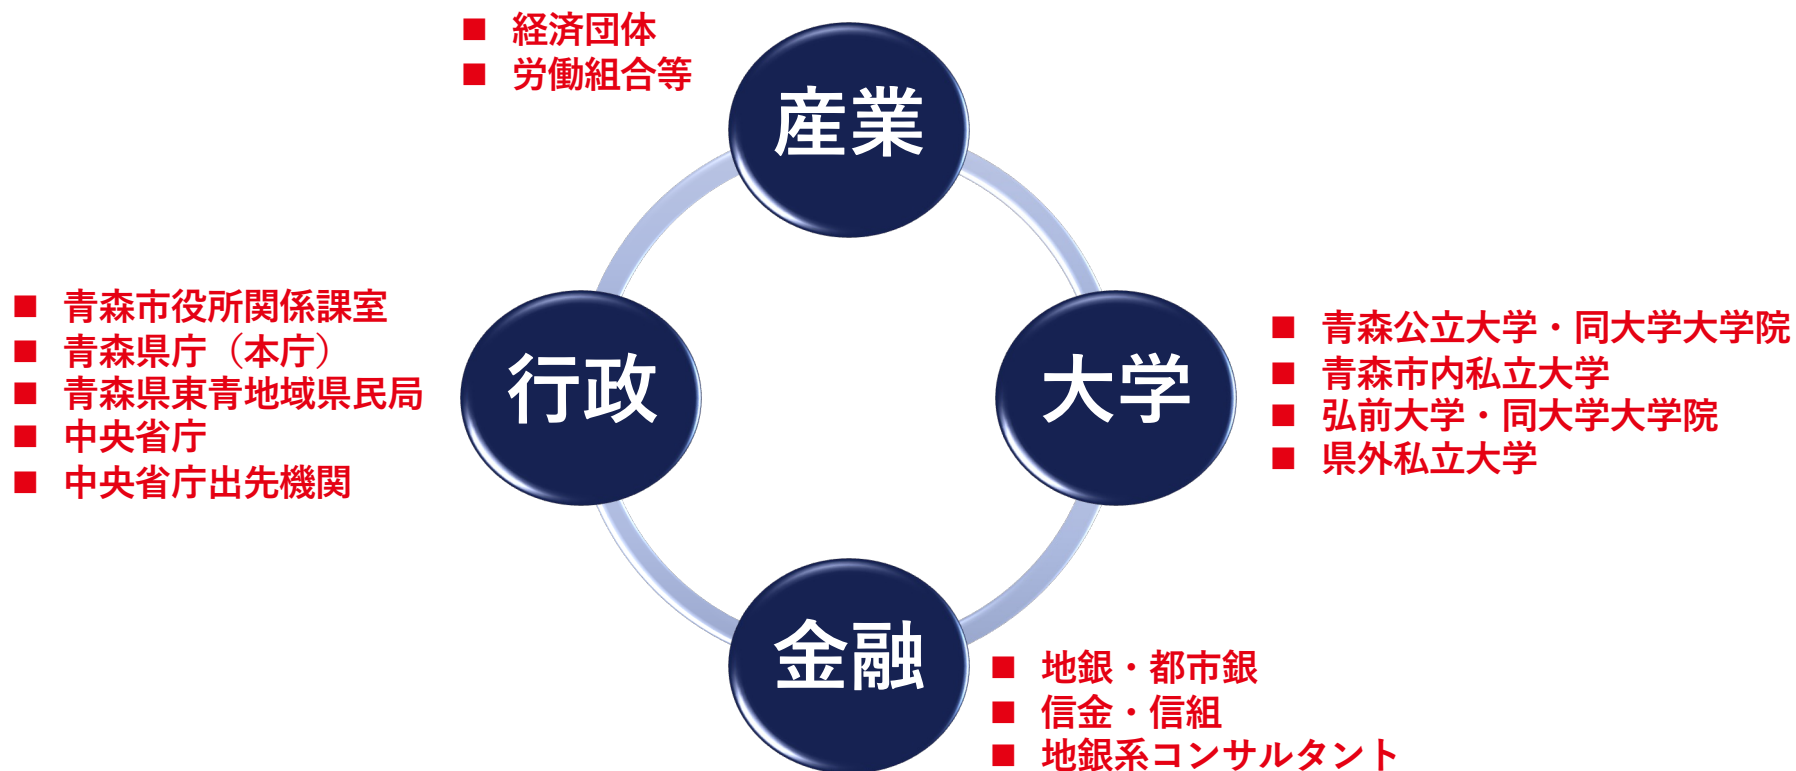 ■ 経済団体
■ 労働組合等
産業
■ 青森市役所関係課室
■ 青森県庁（本庁）
■ 青森県東青地域県民局
■ 中央省庁
■ 中央省庁出先機関
行政
大学
■ 青森公立大学・同大学大学院
■ 青森市内私立大学
■ 弘前大学・同大学大学院
■ 県外私立大学
金融
■ 地銀・都市銀
■ 信金・信組
■ 地銀系コンサルタント